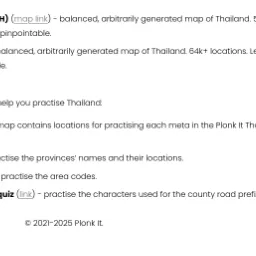 H) (map link) - balanced, arbitrarily generated map of Thailand. 5
pinpointable.
balanced, arbitrarily generated map of Thailand. 64k+ locations. Le
e.
help you practise Thailand:
map contains locations for practising each meta in the Plonk It Th
ctise the provinces' names and their locations.
practise the area codes.
quiz (link) - practise the characters used for the county road prefi
© 2021-2025 Plonk It.